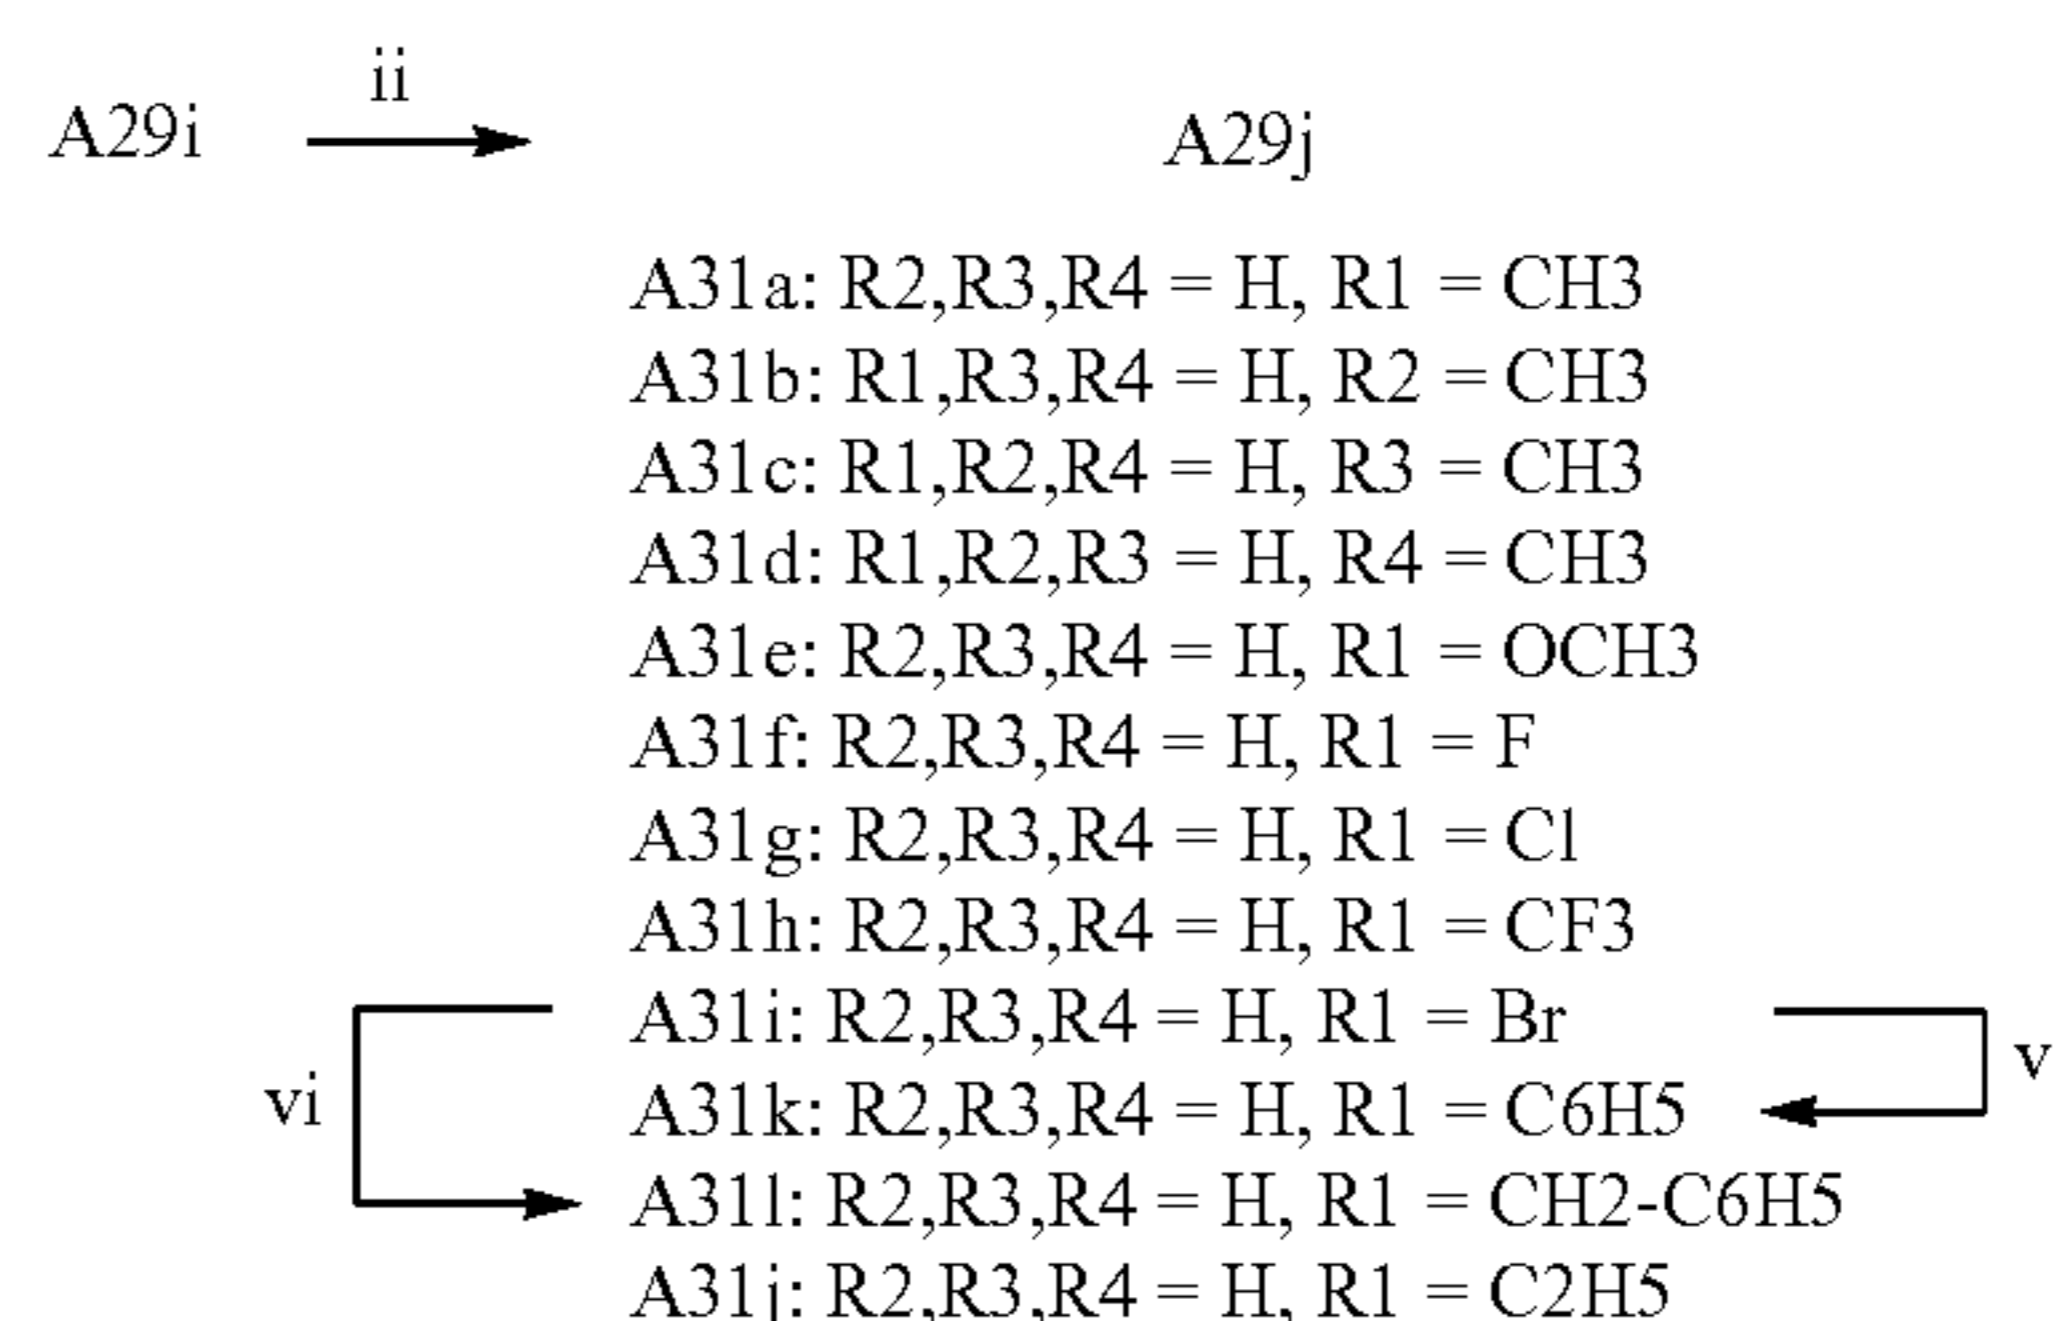 ii
A29i A29j
A31a: R2,R3,R4 = H, R1 = CH3
A31b: R1,R3,R4 = H, R2 = CH3
A31c: R1,R2,R4 = H, R3 = CH3
A31d: R1,R2,R3 = H, R4 = CH3
A31e: R2,R3,R4 = H, R1 = OCH3
A31f: R2,R3,R4 = H, R1 = F
A31g: R2,R3,R4 = H, R1 = Cl
A31h: R2,R3,R4 = H, R1 = CF3
A31i: R2,R3,R4 = H, R1 = Br
v
vi
A31k: R2,R3,R4 = H, R1 = C6H5
A31l: R2,R3,R4 = H, R1 = CH2-C6H5
A31j: R2,R3,R4 = H, R1 = C2H5